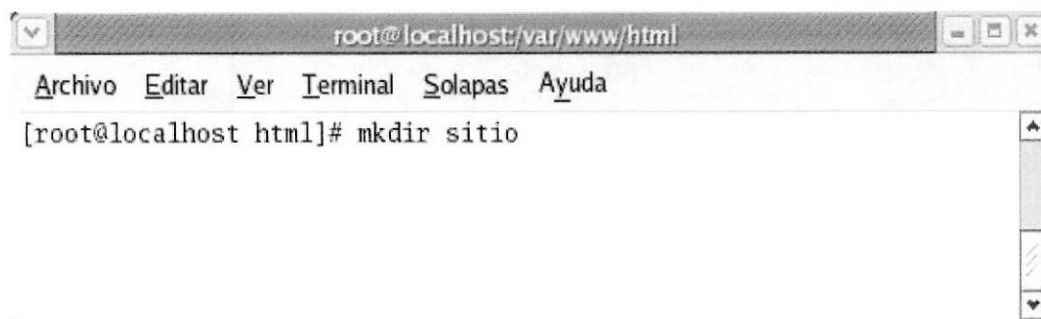 root@localhost:/var/www/html
Archivo Editar Ver Terminal Solapas Ayuda
[root@localhost html]# mkdir sitio